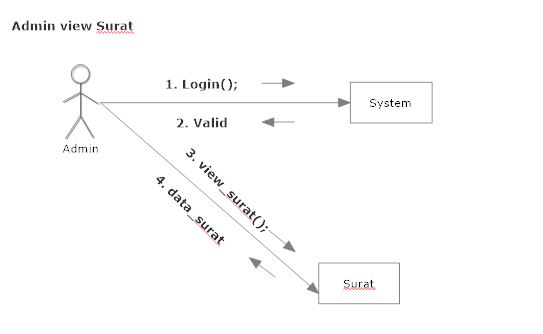 Admin view Surat
1. Login();
System
2. Valid
Admin
3. view_surat();
4. data_surat
Surat